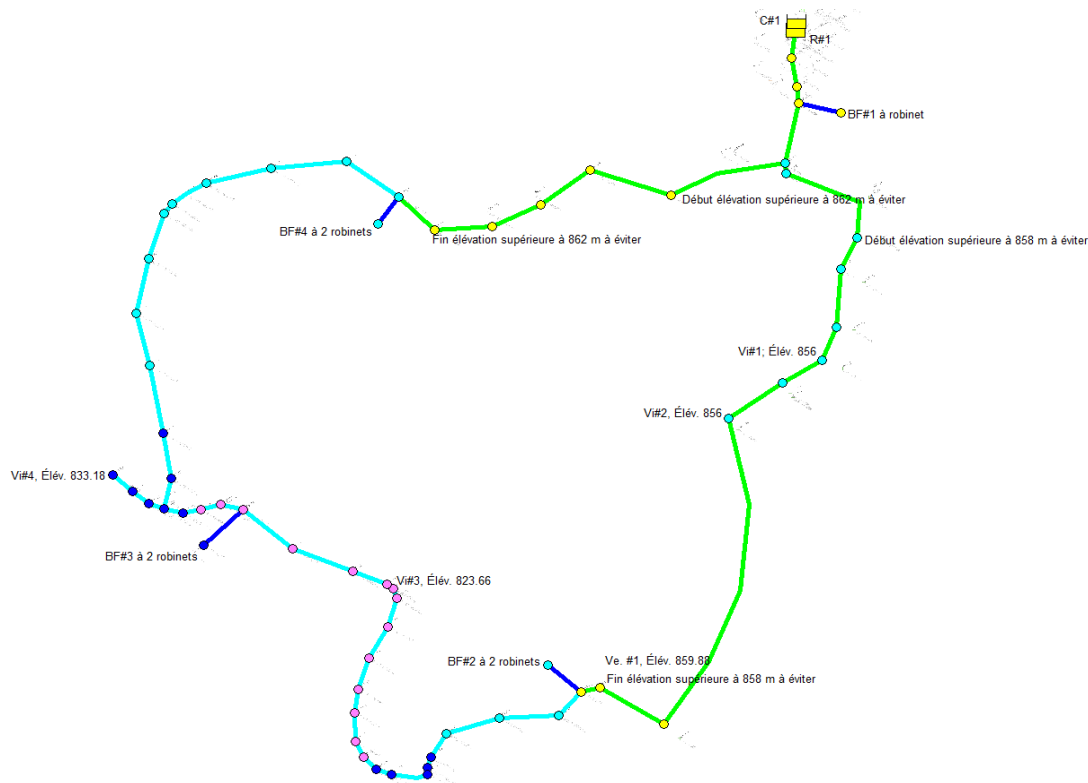 C#1
R#1
BF#1 à robinet
Début élévation supérieure à 862 m à éviter
BF#4 à 2 robinets
Fin élévation supérieure à 862 m à éviter
Début élévation supérieure à 858 m à éviter
Vi#1; Élév. 856
Vi#2, Élév. 856
Vi#4, Élév. 833.18
BF#3 à 2 robinets
Vi#3, Élév. 823.66
BF#2 à 2 robinets
Ve. #1, Élév. 859.88
Fin élévation supérieure à 858 m à éviter